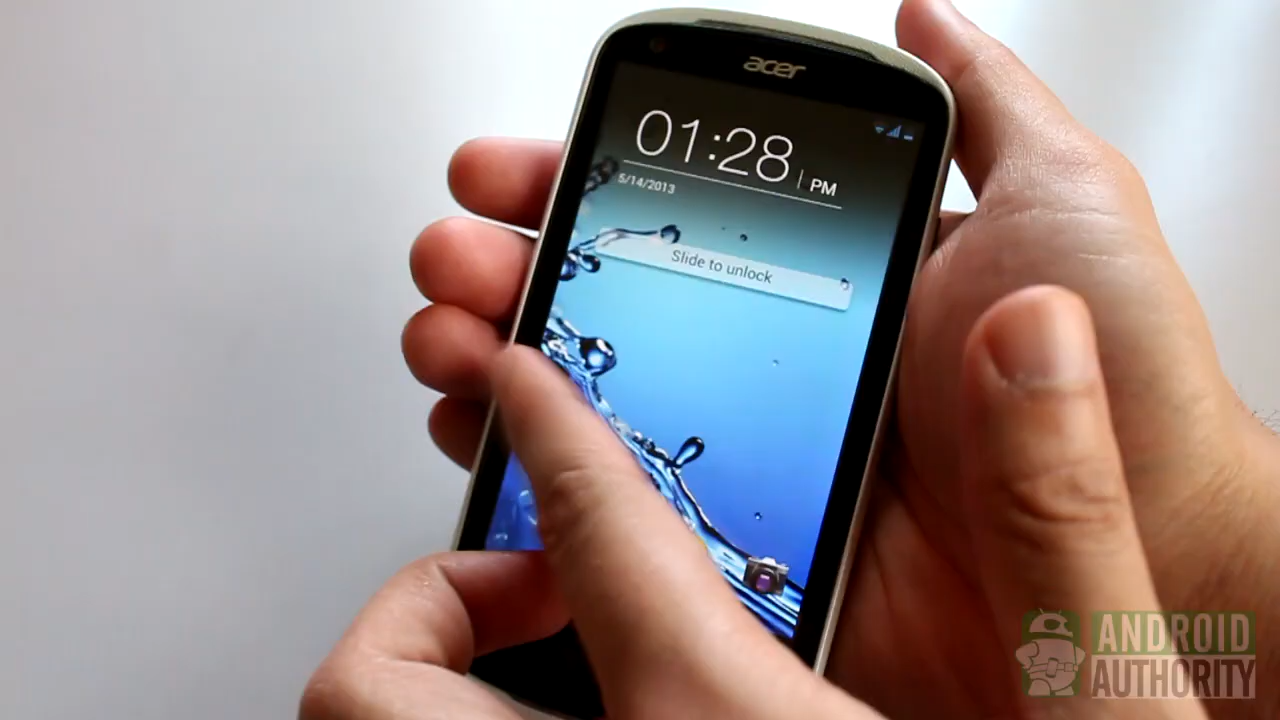 acer
01:28 PM
5/14/2013
Slide to unlock
ANDROID
AUTHORITY